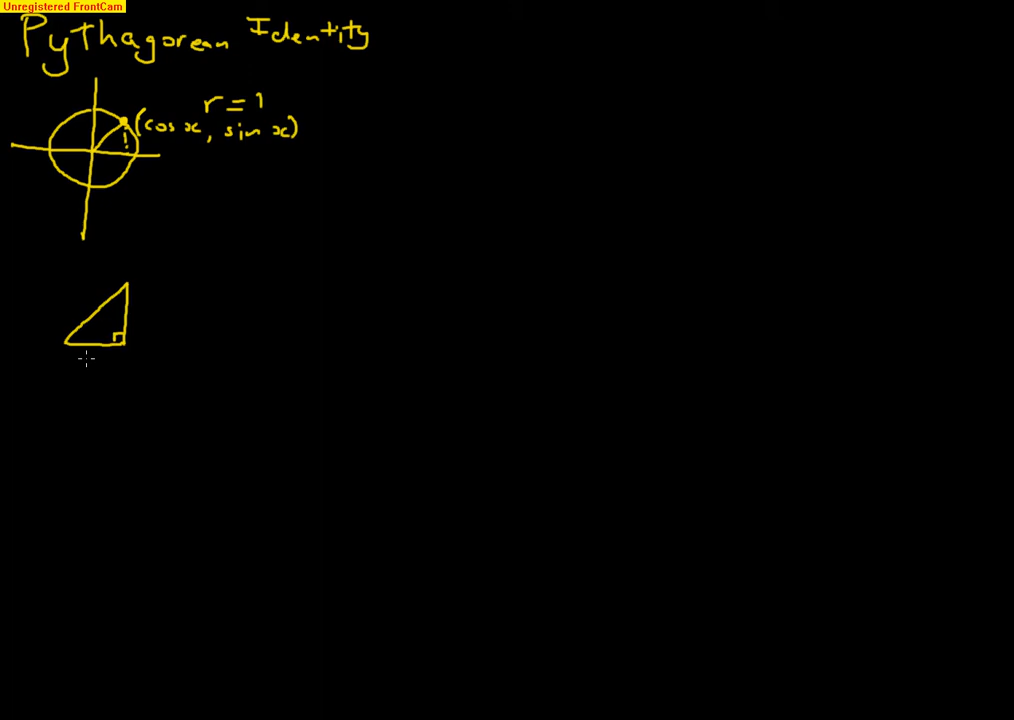 Unregistered FrontCam
Pythagorean Identity
r = 1
(cos x, sin x)